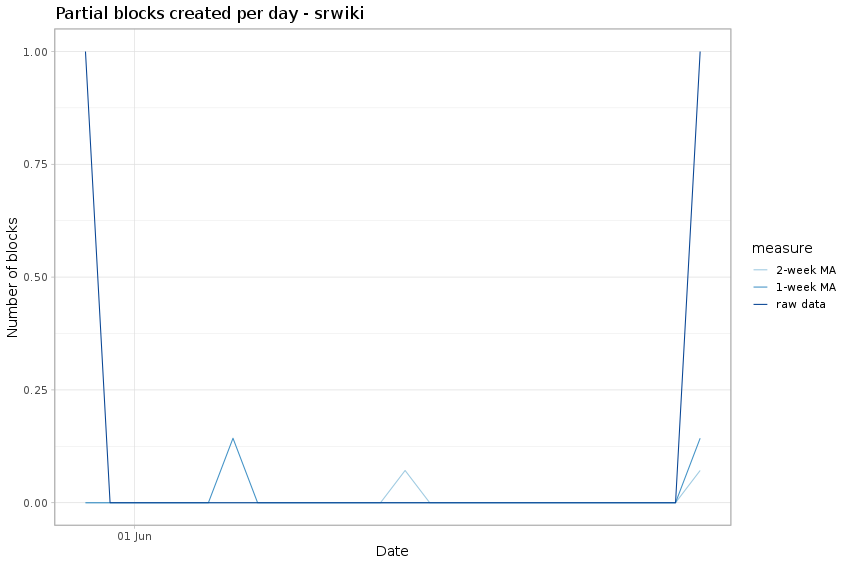 Partial blocks created per day - srwiki
1.00
0.75
0.50
0.25
0.00
Number of blocks
01 Jun
Date
measure
2-week MA
1-week MA
raw data